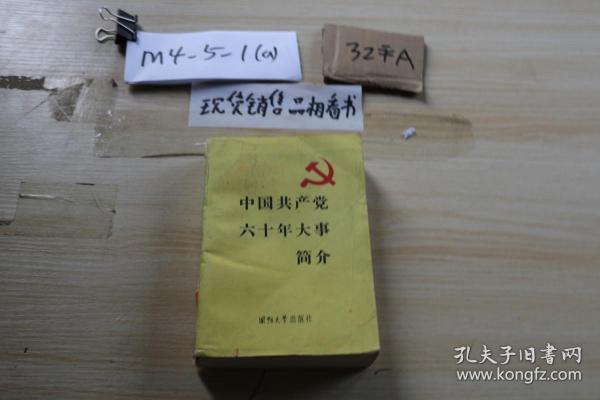 M4-5-1(a)
32平A
现货销售品相看书
中国共产党
六十年大事
简介
国防大学出版社
孔夫子旧书网
www.kongfz.com